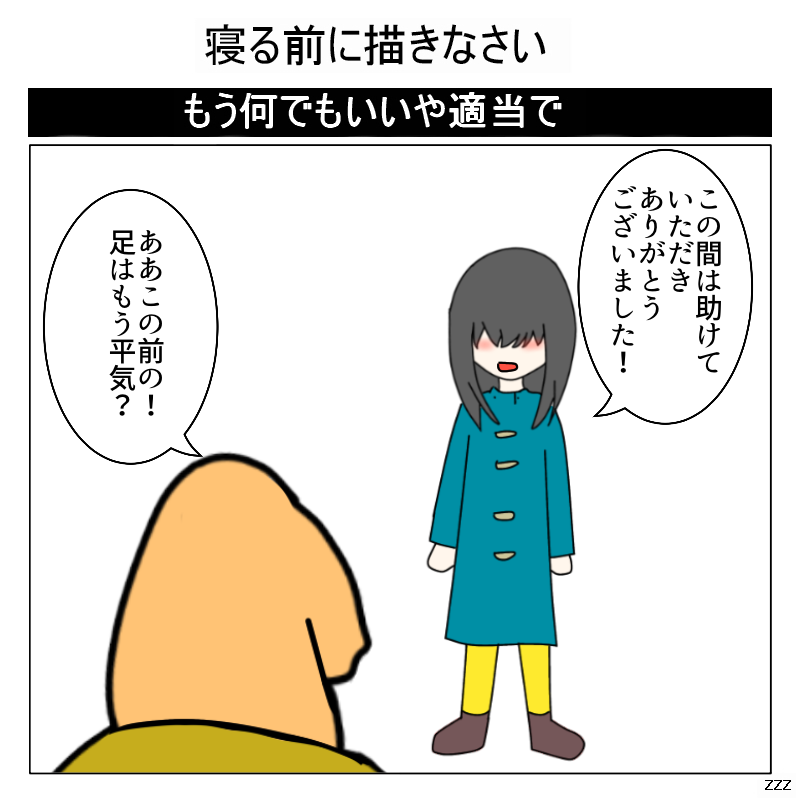 寝る前に描きなさい
もう何でもいいや適当で
この間は助けて
いただき
ありがとう
ございました！
ああこの前の！
足はもう平気？
zzz